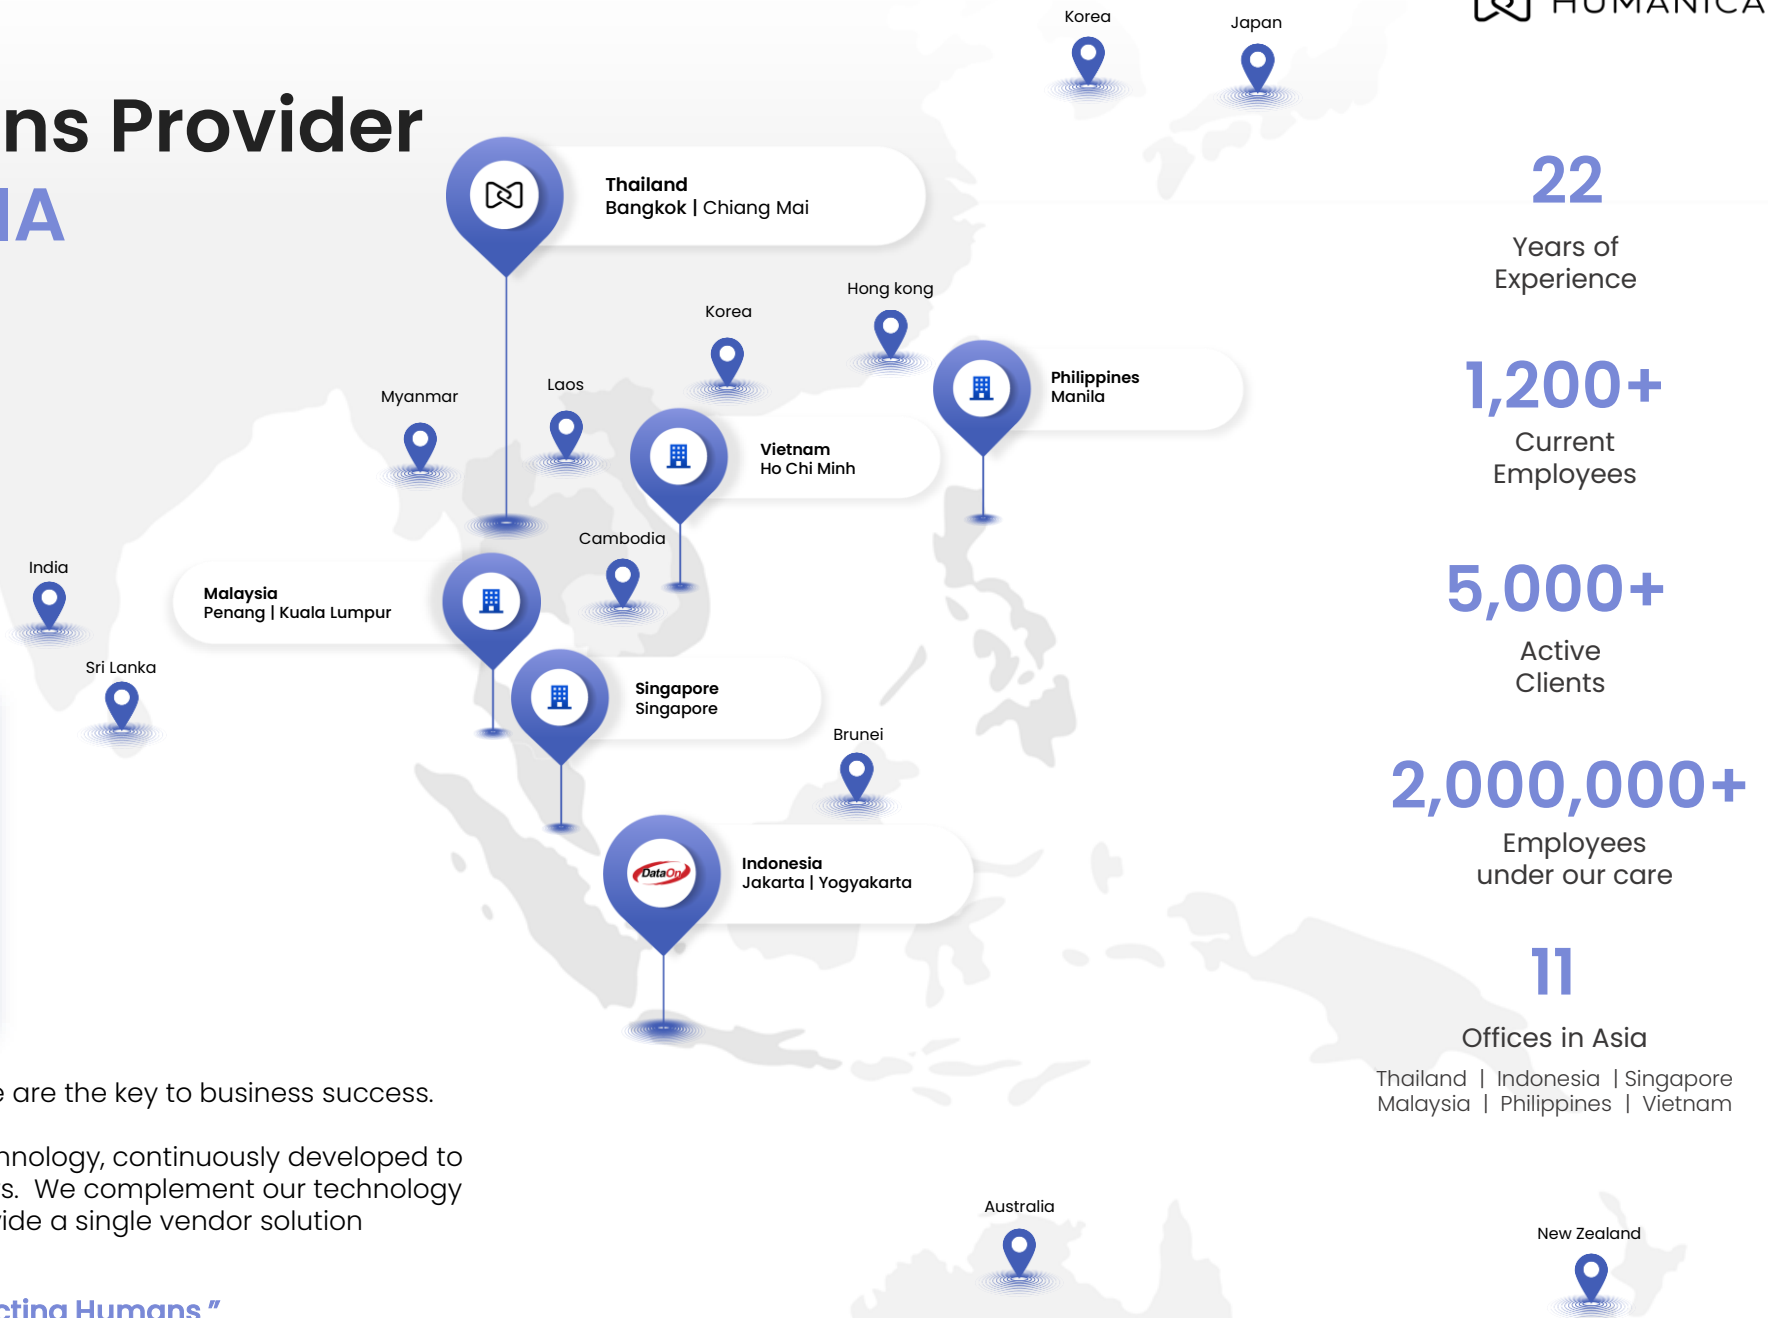 HUMANICA
ns Provider
IA
Korea
Japan
Thailand
Bangkok | Chiang Mai
Hong kong
Korea
Philippines
Manila
Laos
Myanmar
Vietnam
Ho Chi Minh
Cambodia
India
Malaysia
Penang | Kuala Lumpur
Sri Lanka
Singapore
Singapore
Brunei
Indonesia
Jakarta | Yogyakarta
DataOn
22
Years of
Experience
1,200+
Current
Employees
5,000+
Active
Clients
2,000,000+
Employees
under our care
11
Offices in Asia
Thailand | Indonesia | Singapore
Malaysia | Philippines | Vietnam
are the key to business success.
hnology, continuously developed to
s. We complement our technology
vide a single vendor solution
cting Humans ”
Australia
New Zealand